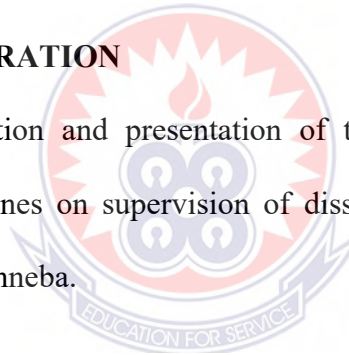 RATION
tion and presentation of t
nes on supervision of diss
nneba.
EDUCATION FOR SERVICE